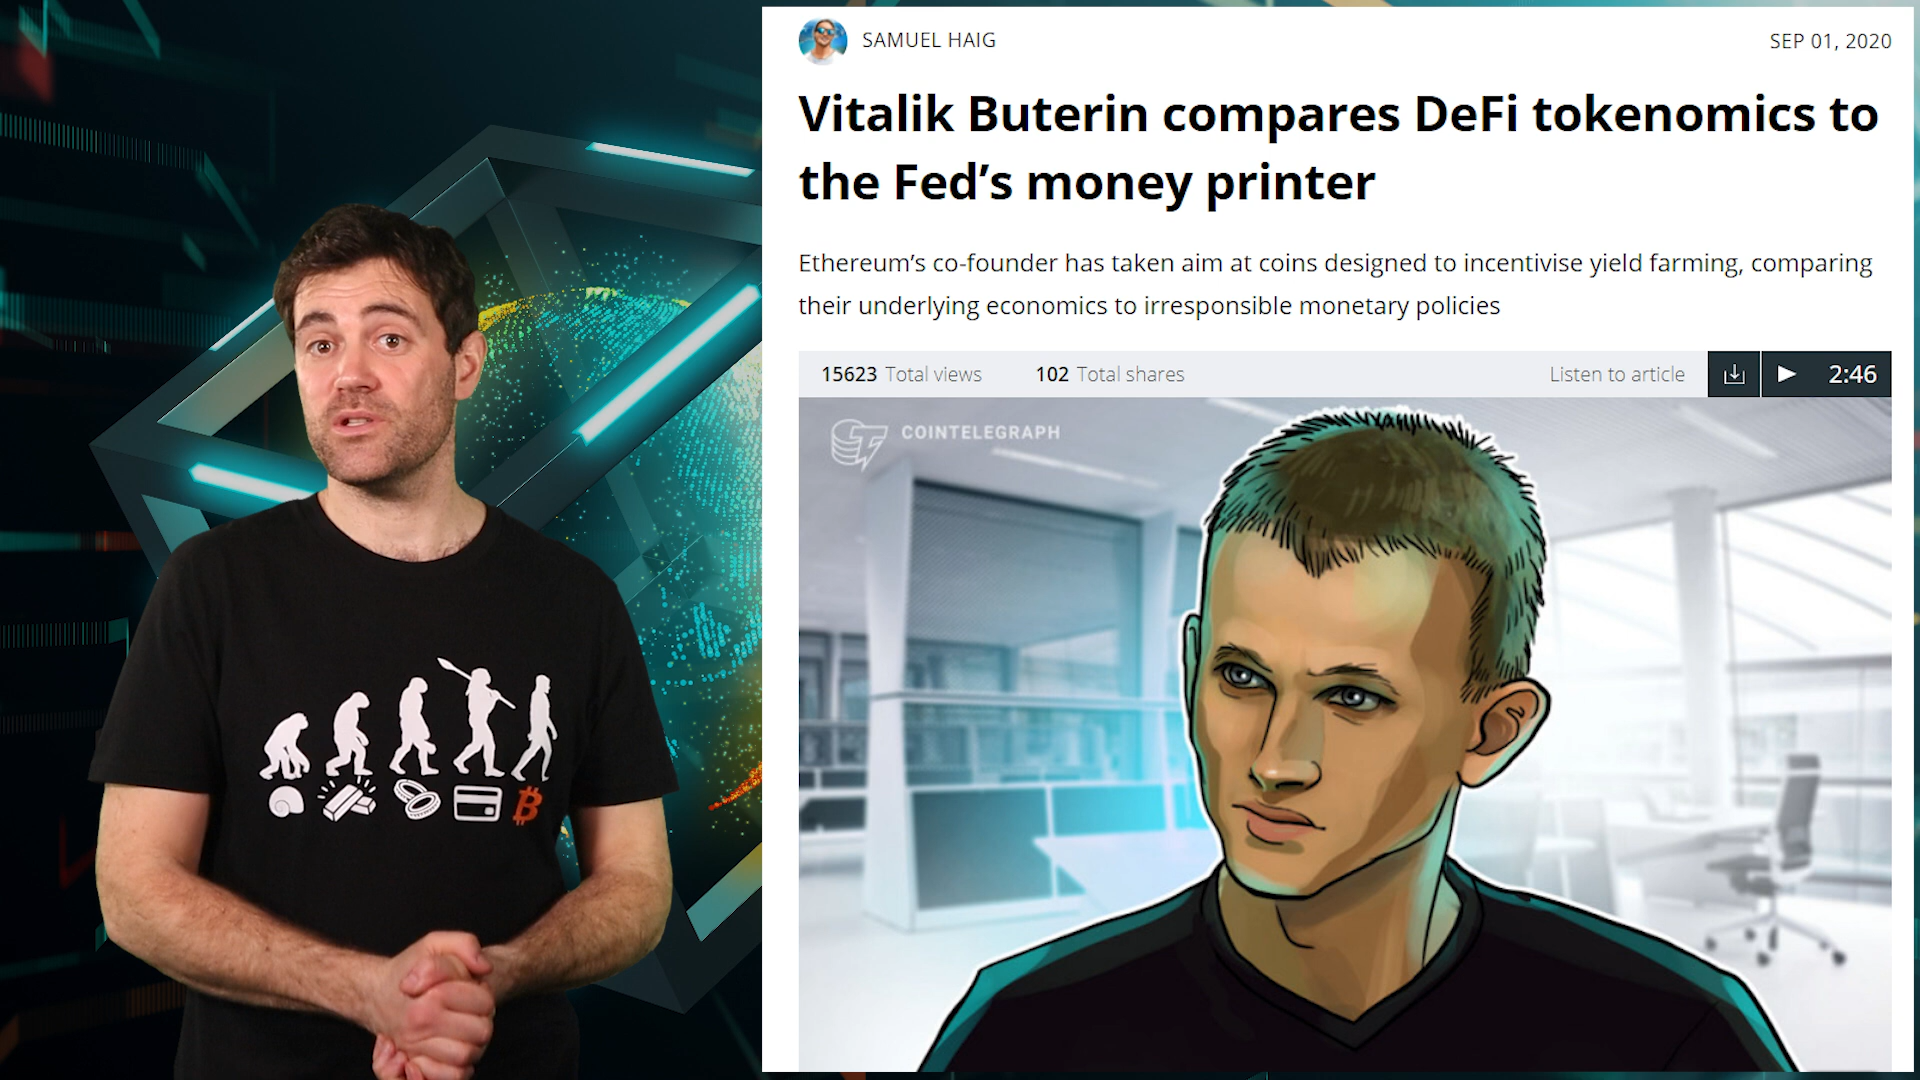 SAMUEL HAIG
SEP 01, 2020
Vitalik Buterin compares DeFi tokenomics to
the Fed’s money printer
Ethereum’s co-founder has taken aim at coins designed to incentivise yield farming, comparing
their underlying economics to irresponsible monetary policies
15623 Total views 102 Total shares Listen to article 2:46
COINTELEGRAPH